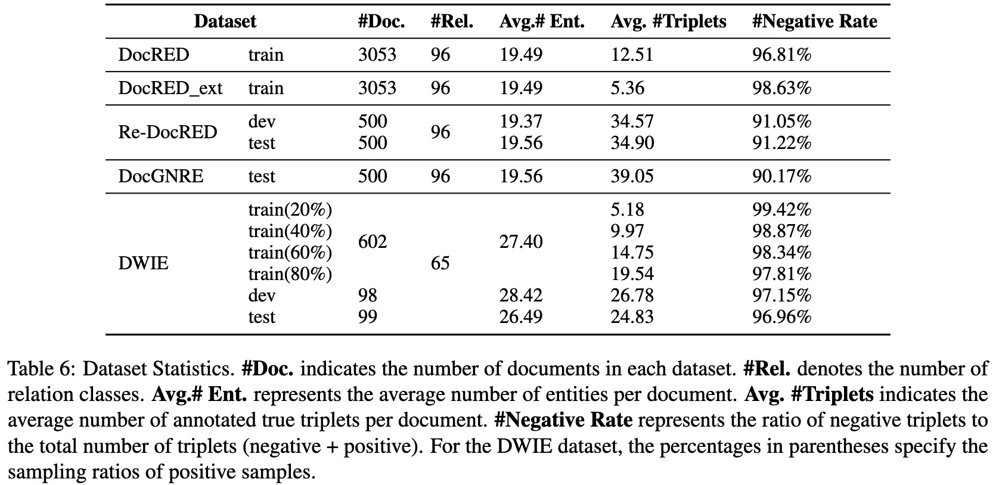 Dataset #Doc. #Rel. Avg.# Ent. Avg. #Triplets #Negative Rate
DocRED train 3053 96 19.49 12.51 96.81%
DocRED_ext train 3053 96 19.49 5.36 98.63%
dev 500 19.37 34.57 91.05%
Re-DocRED 96
test 500 19.56 34.90 91.22%
DocGNRE test 500 96 19.56 39.05 90.17%
train(20%) 5.18 99.42%
train(40%) 9.97 98.87%
602 27.40
train(60%) 14.75 98.34%
DWIE 65
train(80%) 19.54 97.81%
dev 98 28.42 26.78 97.15%
test 99 26.49 24.83 96.96%
Table 6: Dataset Statistics. #Doc. indicates the number of documents in each dataset. #Rel. denotes the number of
relation classes. Avg.# Ent. represents the average number of entities per document. Avg. #Triplets indicates the
average number of annotated true triplets per document. #Negative Rate represents the ratio of negative triplets to
the total number of triplets (negative + positive). For the DWIE dataset, the percentages in parentheses specify the
sampling ratios of positive samples.